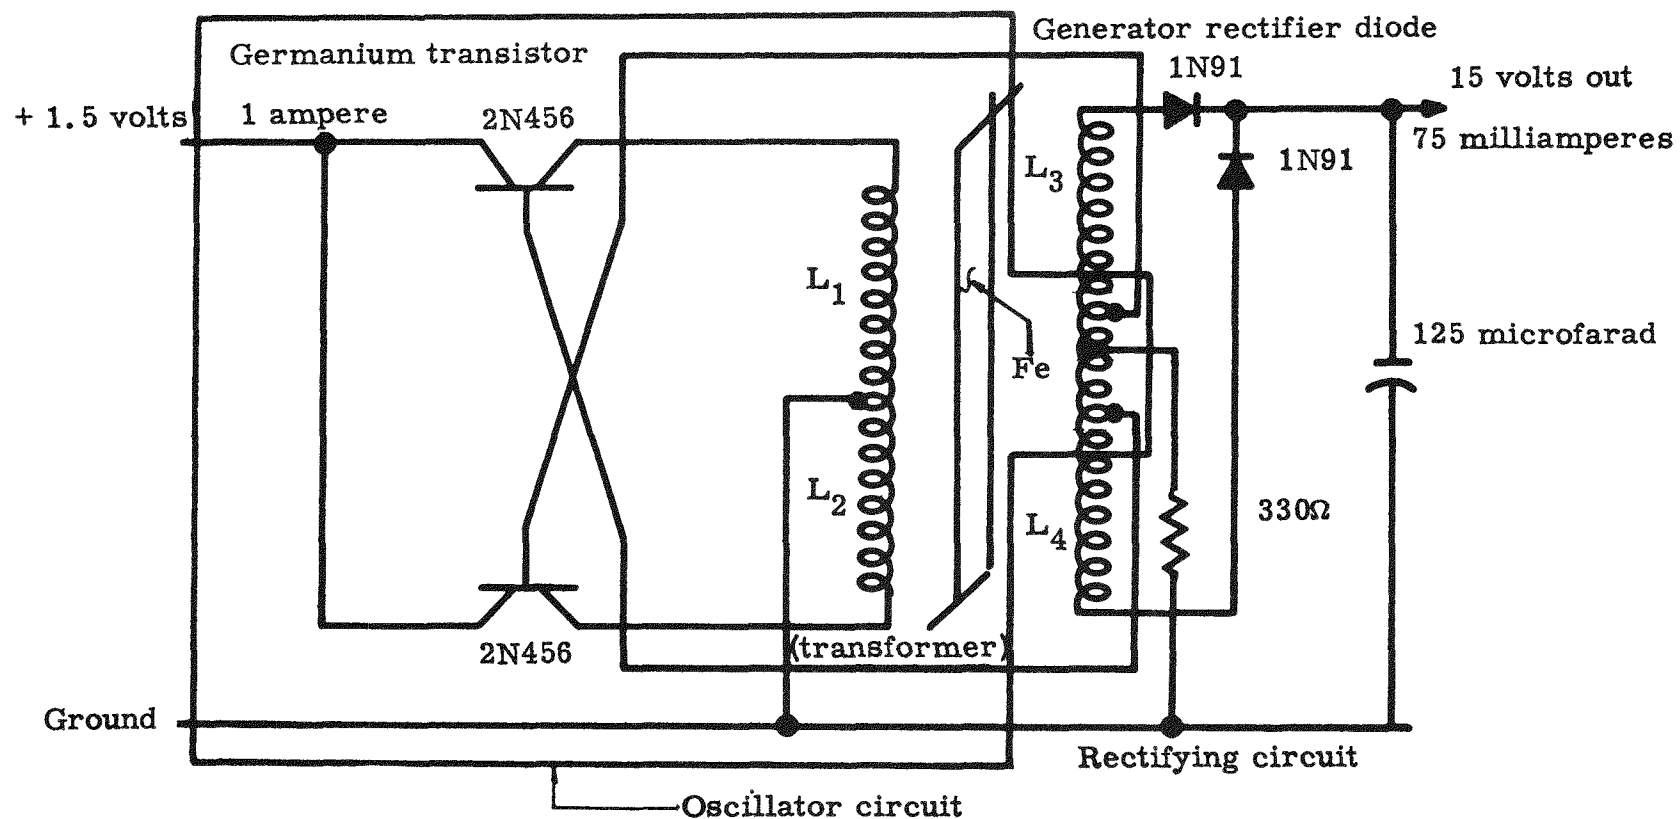 Generator rectifier diode
Germanium transistor
1N91
15 volts out
+ 1.5 volts
1 ampere
2N456
75 milliamperes
1N91
L3
L1
125 microfarad
Fe
L2
330Ω
L4
2N456
(transformer)
Ground
Rectifying circuit
Oscillator circuit